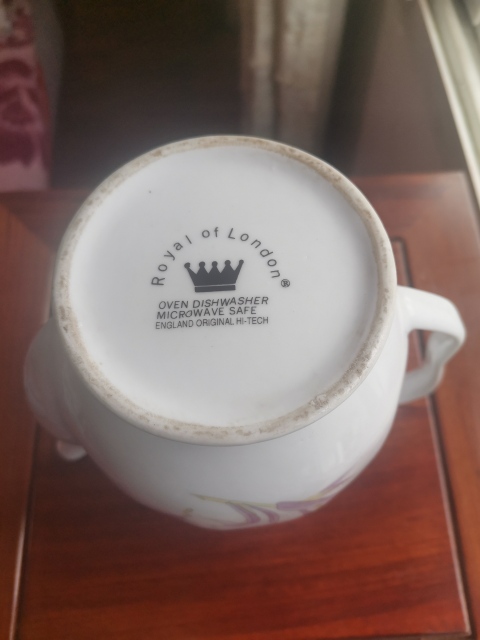 Royal of London®
OVEN DISHWASHER
MICROWAVE SAFE
ENGLAND ORIGINAL HI-TECH